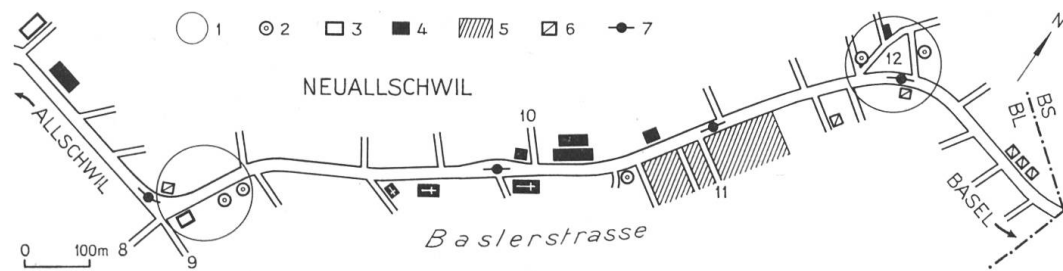 1 2 3 4 5 6 7
N
NEUALLSCHWIL
12
10
BS
BL
ALLSCHWIL
11
BASEL
Baslerstrasse
0 100m
8
9